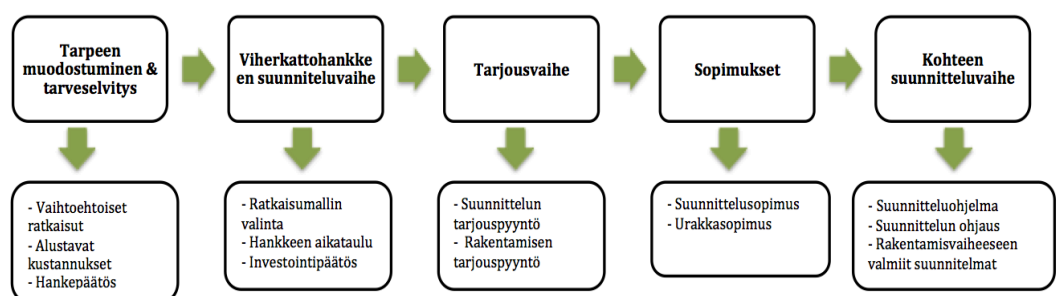 Tarpeen
muodostuminen &
tarveselvitys
Viherkattohankke
en suunniteluvaihe
Tarjousvaihe
Sopimukset
Kohteen
suunnitteluvaihe
- Vaihtoehtoiset
ratkaisut
- Alustavat
kustannukset
- Hankepäätös
- Ratkaisumallin
valinta
- Hankkeen aikataulu
- Investointipäätös
- Suunnittelun
tarjouspyyntö
- Rakentamisen
tarjouspyyntö
- Suunnittelusopimus
- Urakkasopimus
- Suunnitteluohjelma
- Suunnittelun ohjaus
- Rakentamisvaiheeseen
valmiit suunnitelmat